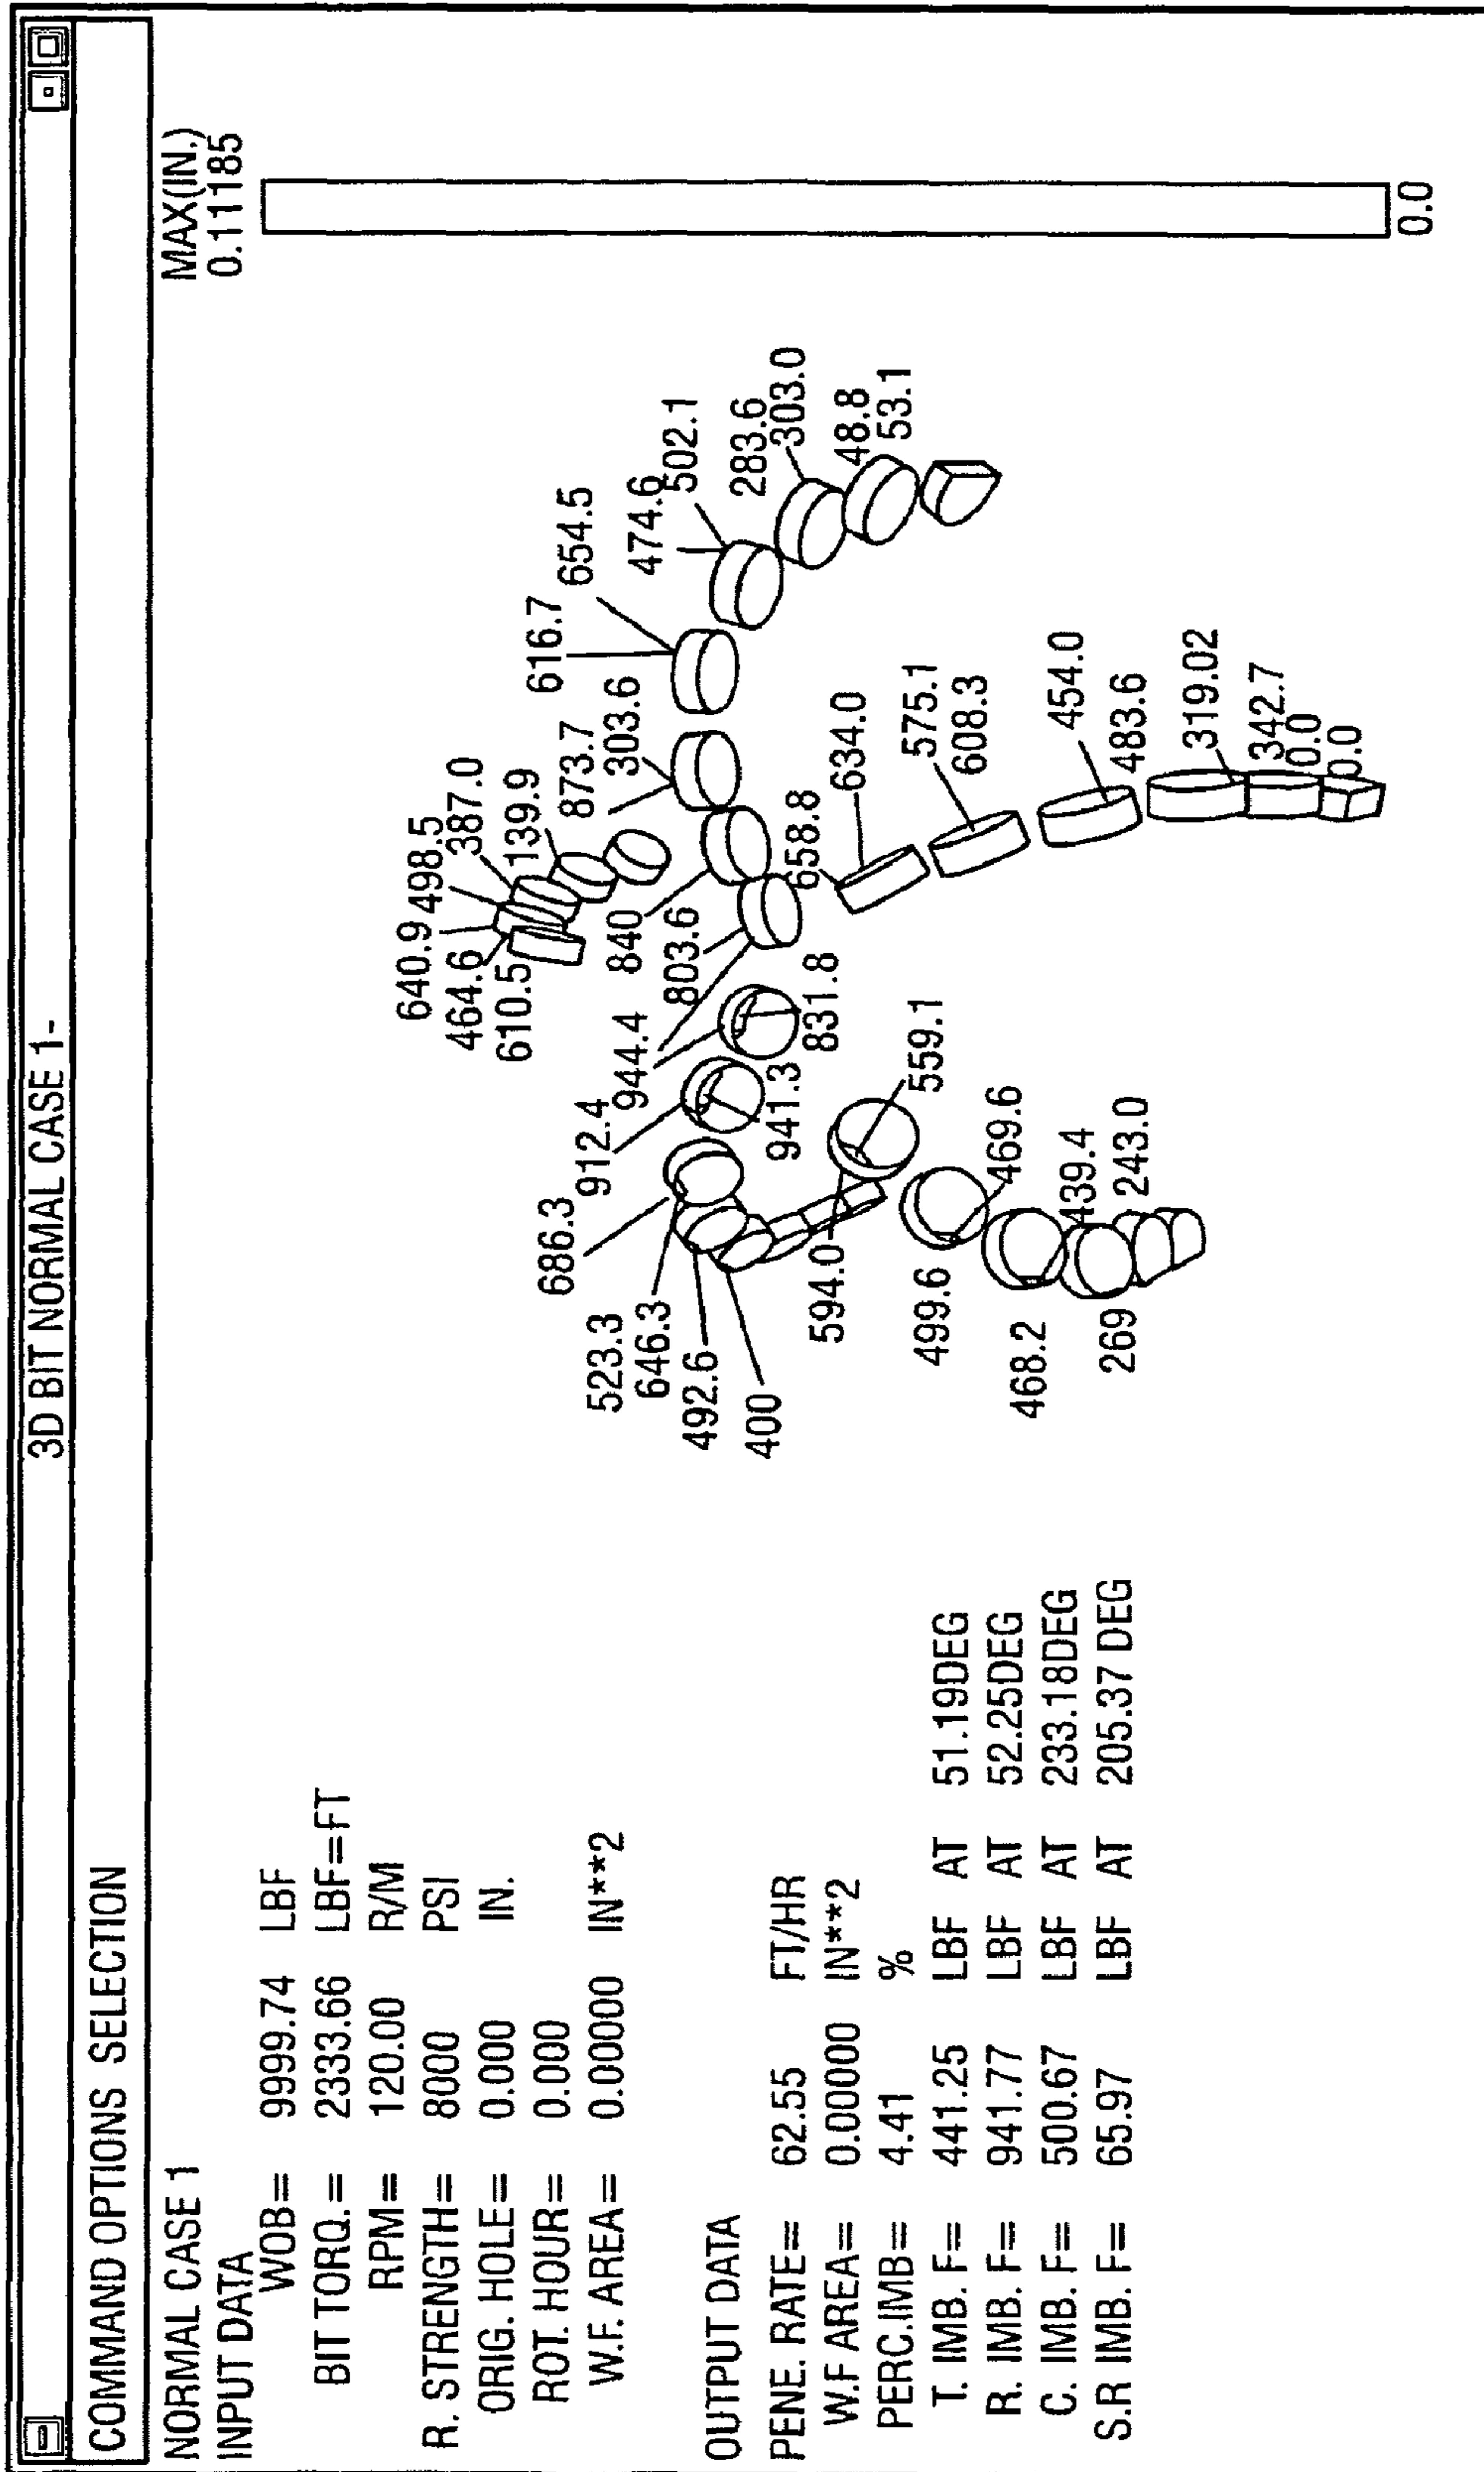 3D BIT NORMAL CASE 1-
COMMAND OPTIONS SELECTION
NORMAL CASE 1
INPUT DATA
WOB= 9999.74 LBF
BIT TORQ.= 2333.66 LBF=FT
RPM= 120.00 R/M
R. STRENGTH= 8000 PSI
ORIG. HOLE= 0.000 IN.
ROT. HOUR= 0.000
W.F. AREA= 0.00000 IN**2
OUTPUT DATA
PENE. RATE= 62.55 FT/HR
W.F AREA= 0.00000 IN**2
PERC.IMB= 4.41 %
T. IMB. F= 441.25 LBF AT 51.19DEG
R. IMB. F= 941.77 LBF AT 52.25DEG
C. IMB. F= 500.67 LBF AT 233.18DEG
S.R IMB. F= 65.97 LBF AT 205.37 DEG
MAX(IN.)
0.11185
0.0
640.9
498.5
464.6
387.0
610.5
139.9
873.7
303.6
616.7
654.5
474.6
502.1
283.6
303.0
48.8
53.1
840
803.6
944.4
912.4
686.3
523.3
646.3
492.6
400
941.3
831.8
658.8
634.0
575.1
608.3
454.0
483.6
319.02
342.7
0.0
0.0
594.0
559.1
499.6
469.6
468.2
439.4
269
243.0